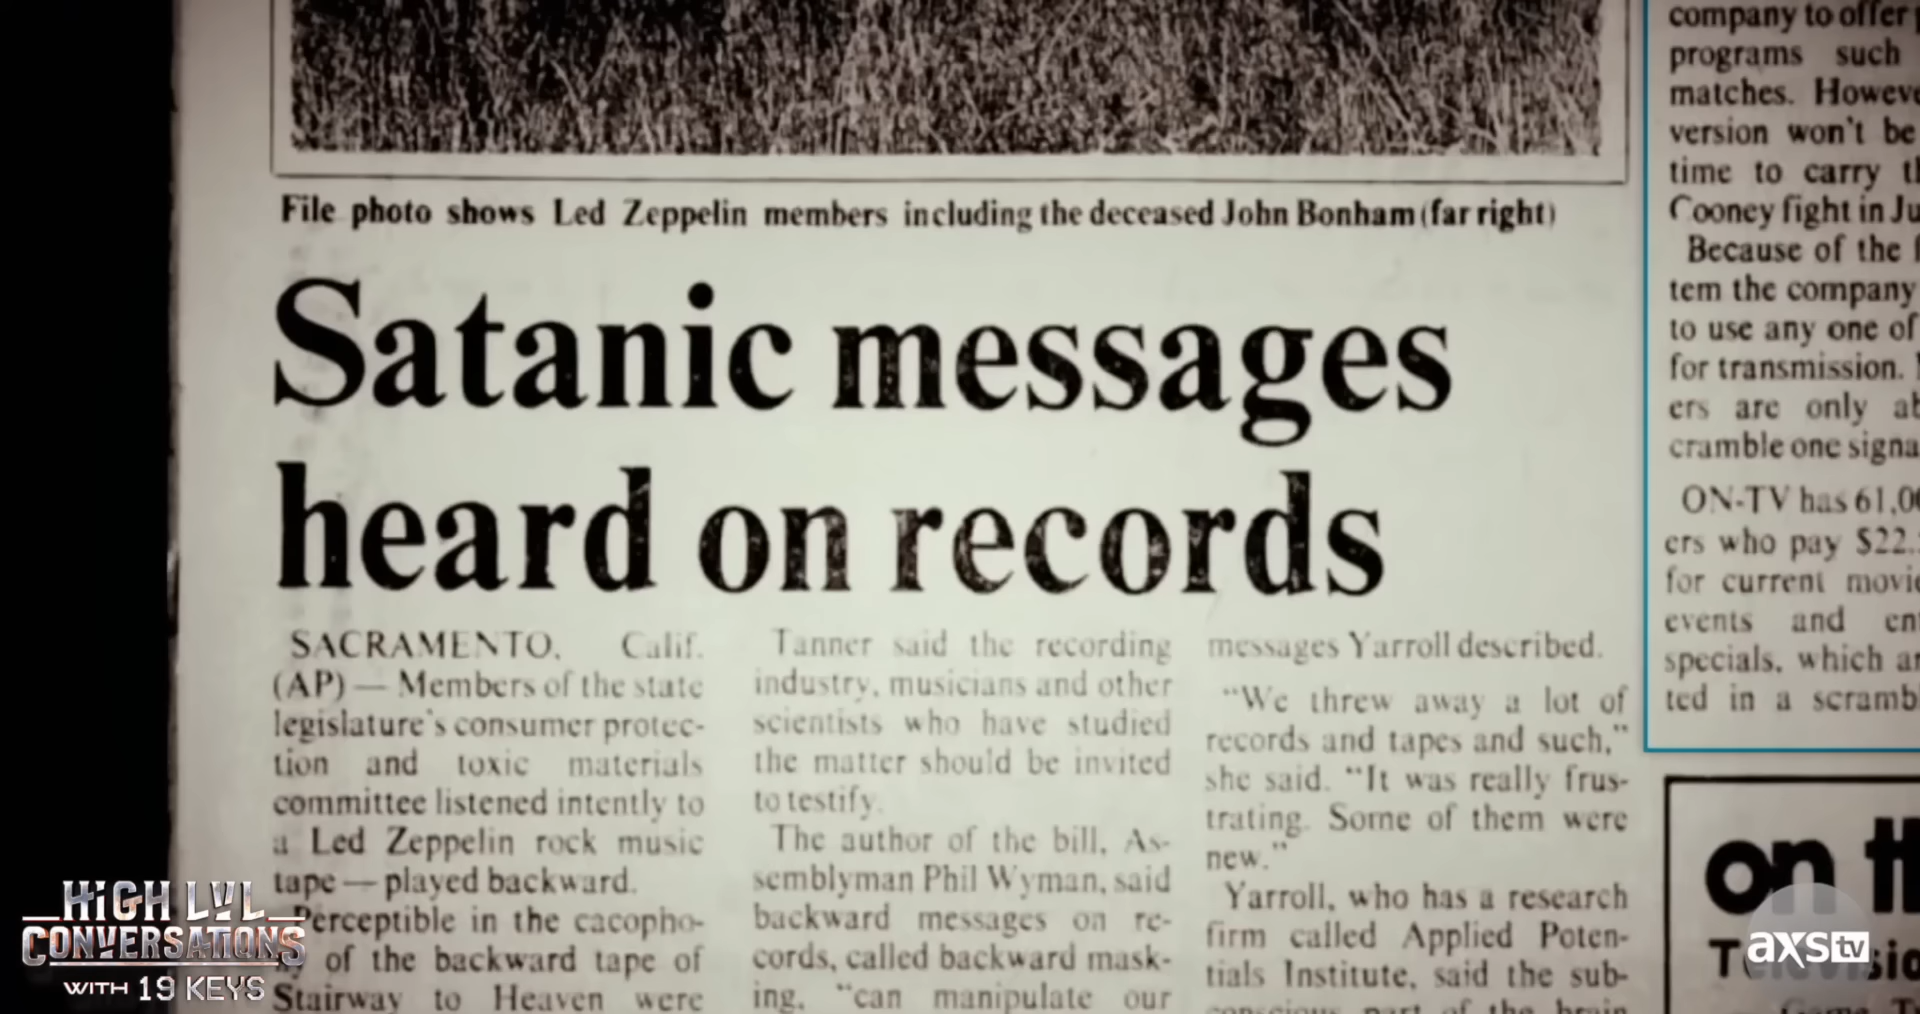 File photo shows Led Zeppelin members including the deceased John Bonham (far right)
Satanic messages
heard on records
SACRAMENTO, Calif.
(AP) — Members of the state
legislature's consumer protec-
tion and toxic materials
committee listened intently to
a Led Zeppelin rock music
tape — played backward.
Perceptible in the cacopho-
of the backward tape of
Stairway to Heaven were
Tanner said the recording
industry, musicians and other
scientists who have studied
the matter should be invited
to testify.
The author of the bill, As-
semblyman Phil Wyman, said
backward messages on re-
cords, called backward mask-
ing, "can manipulate our
messages Yarroll described.
"We threw away a lot of
records and tapes and such,"
she said. "It was really frus-
trating. Some of them were
new."
Yarroll, who has a research
firm called Applied Poten-
tials Institute, said the sub-
conscious part of the brain
company to offer
programs such
matches.
version won't be
time to carry
Cooney fight in
Because of the
tem the company
to use any one of
for transmission.
ers are only
cramble one
ON-TV has
ers who pay
for current
events and
specials, which
ted in a
on
HIGH LVL
CONVERSATIONS
WITH 19 KEYS
axstv